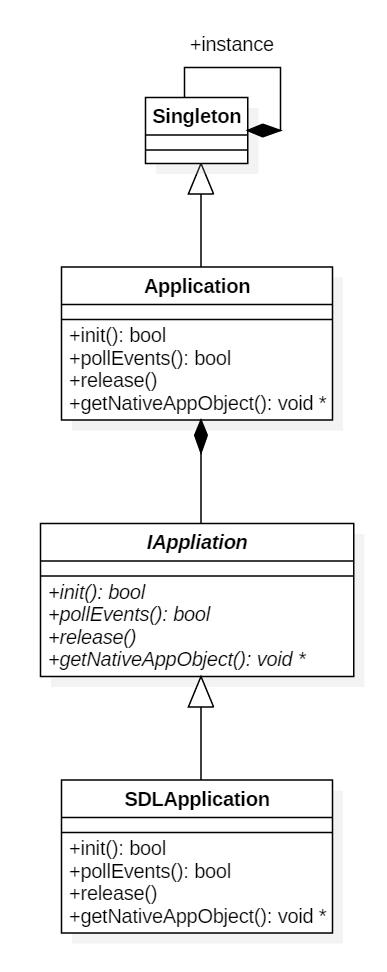 +instance
Singleton
Application
+init(): bool
+pollEvents(): bool
+release()
+getNativeAppObject(): void *
IAppliation
+init(): bool
+pollEvents(): bool
+release()
+getNativeAppObject(): void *
SDLApplication
+init(): bool
+pollEvents(): bool
+release()
+getNativeAppObject(): void *